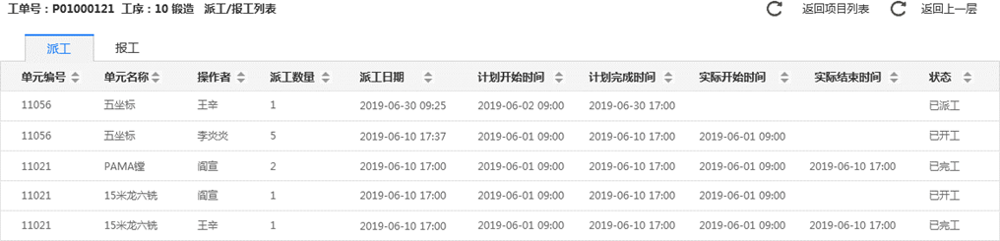 工单号：P01000121 工序：10 锻造 派工/报工列表 返回项目列表 返回上一层
派工 报工
单元编号 单元名称 操作者 派工数量 派工日期 计划开始时间 计划完成时间 实际开始时间 实际结束时间 状态
11056 五坐标 王辛 1 2019-06-30 09:25 2019-06-02 09:00 2019-06-30 17:00 已派工
11056 五坐标 李炎炎 5 2019-06-10 17:37 2019-06-01 09:00 2019-06-10 17:00 2019-06-01 09:00 已开工
11021 PAMA镗 阎宣 2 2019-06-10 17:00 2019-06-01 09:00 2019-06-10 17:00 2019-06-01 09:00 2019-06-10 17:00 已完工
11021 15米龙六铣 阎宣 1 2019-06-10 17:00 2019-06-01 09:00 2019-06-10 17:00 2019-06-01 09:00 已开工
11021 15米龙六铣 王辛 1 2019-06-10 17:00 2019-06-01 09:00 2019-06-10 17:00 2019-06-01 09:00 2019-06-10 17:00 已完工